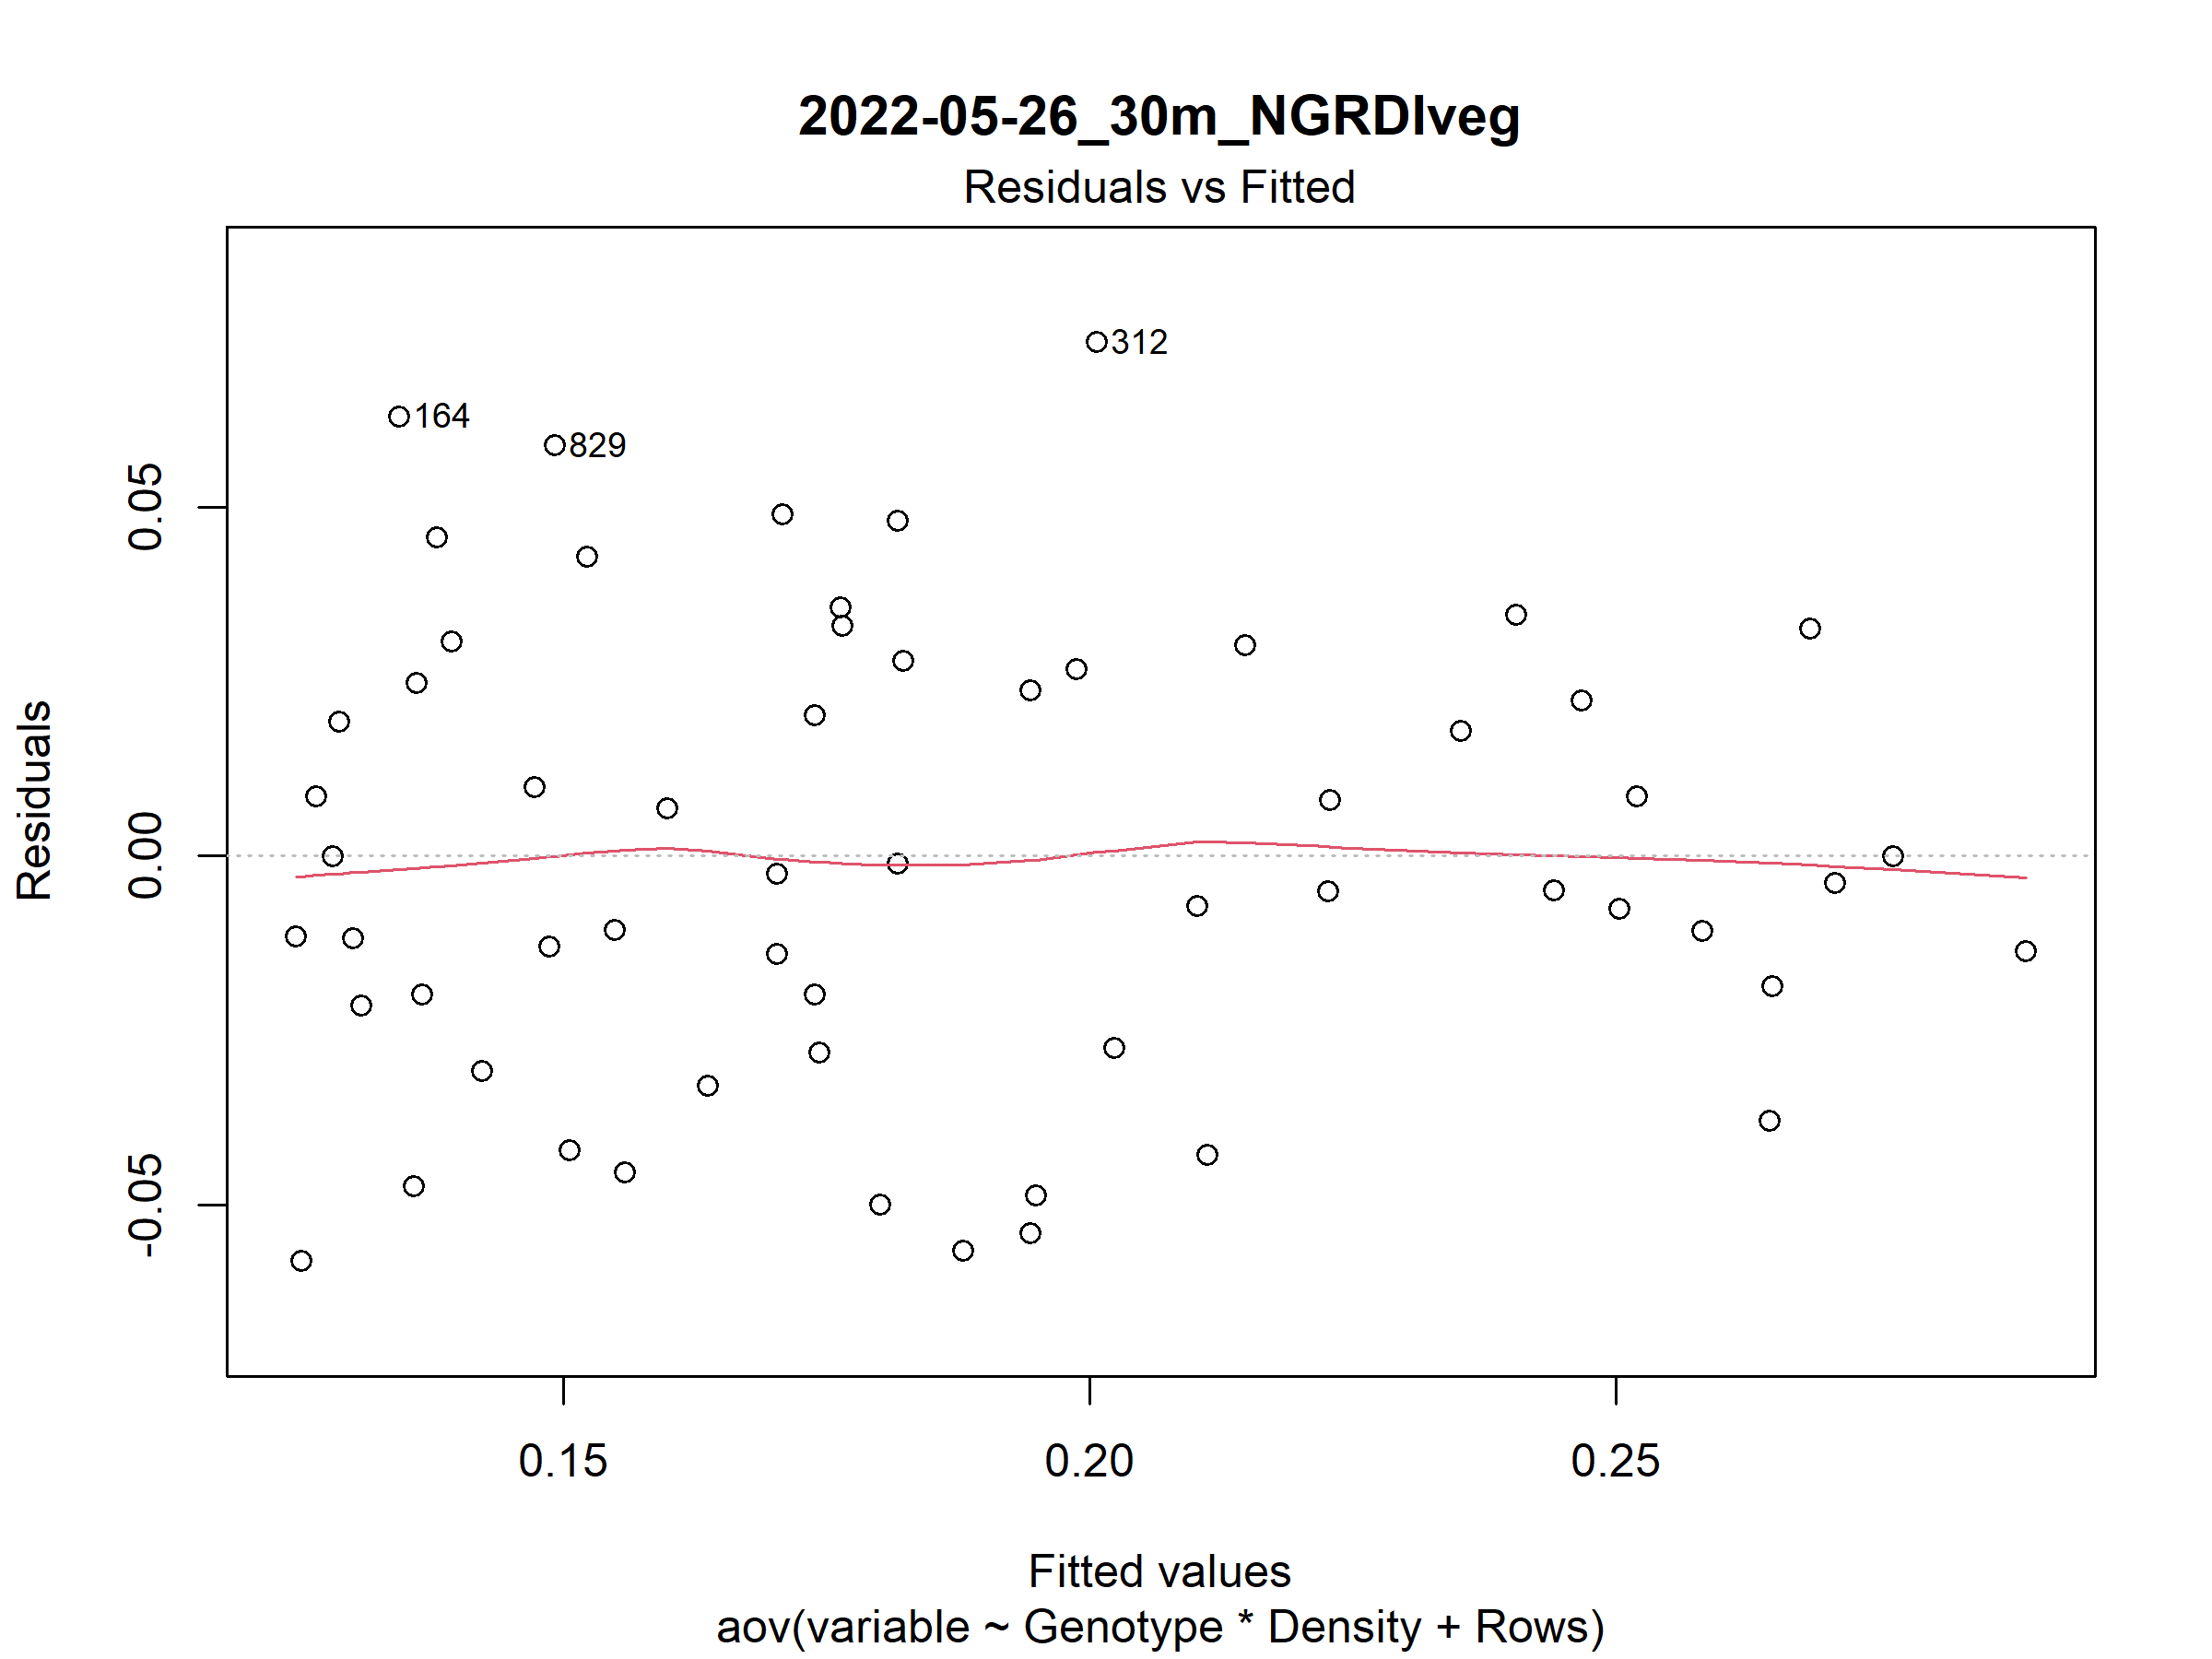 2022-05-26_30m_NGRDIveg
Residuals vs Fitted
312
164
829
0.05
0.00
-0.05
Residuals
0.15 0.20 0.25
Fitted values
aov(variable ~ Genotype * Density + Rows)